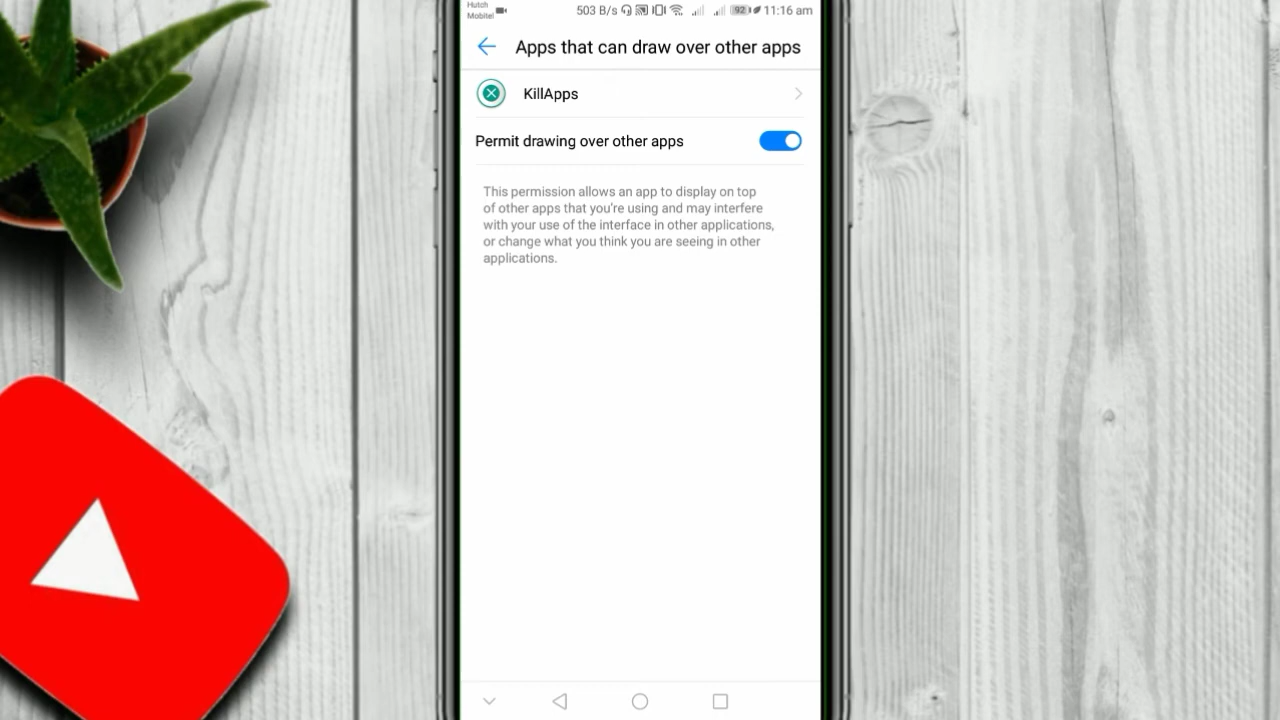 Hutch
Mobitel
503 B/s 92 11:16 am
Apps that can draw over other apps
KillApps
Permit drawing over other apps
This permission allows an app to display on top
of other apps that you're using and may interfere
with your use of the interface in other applications,
or change what you think you are seeing in other
applications.